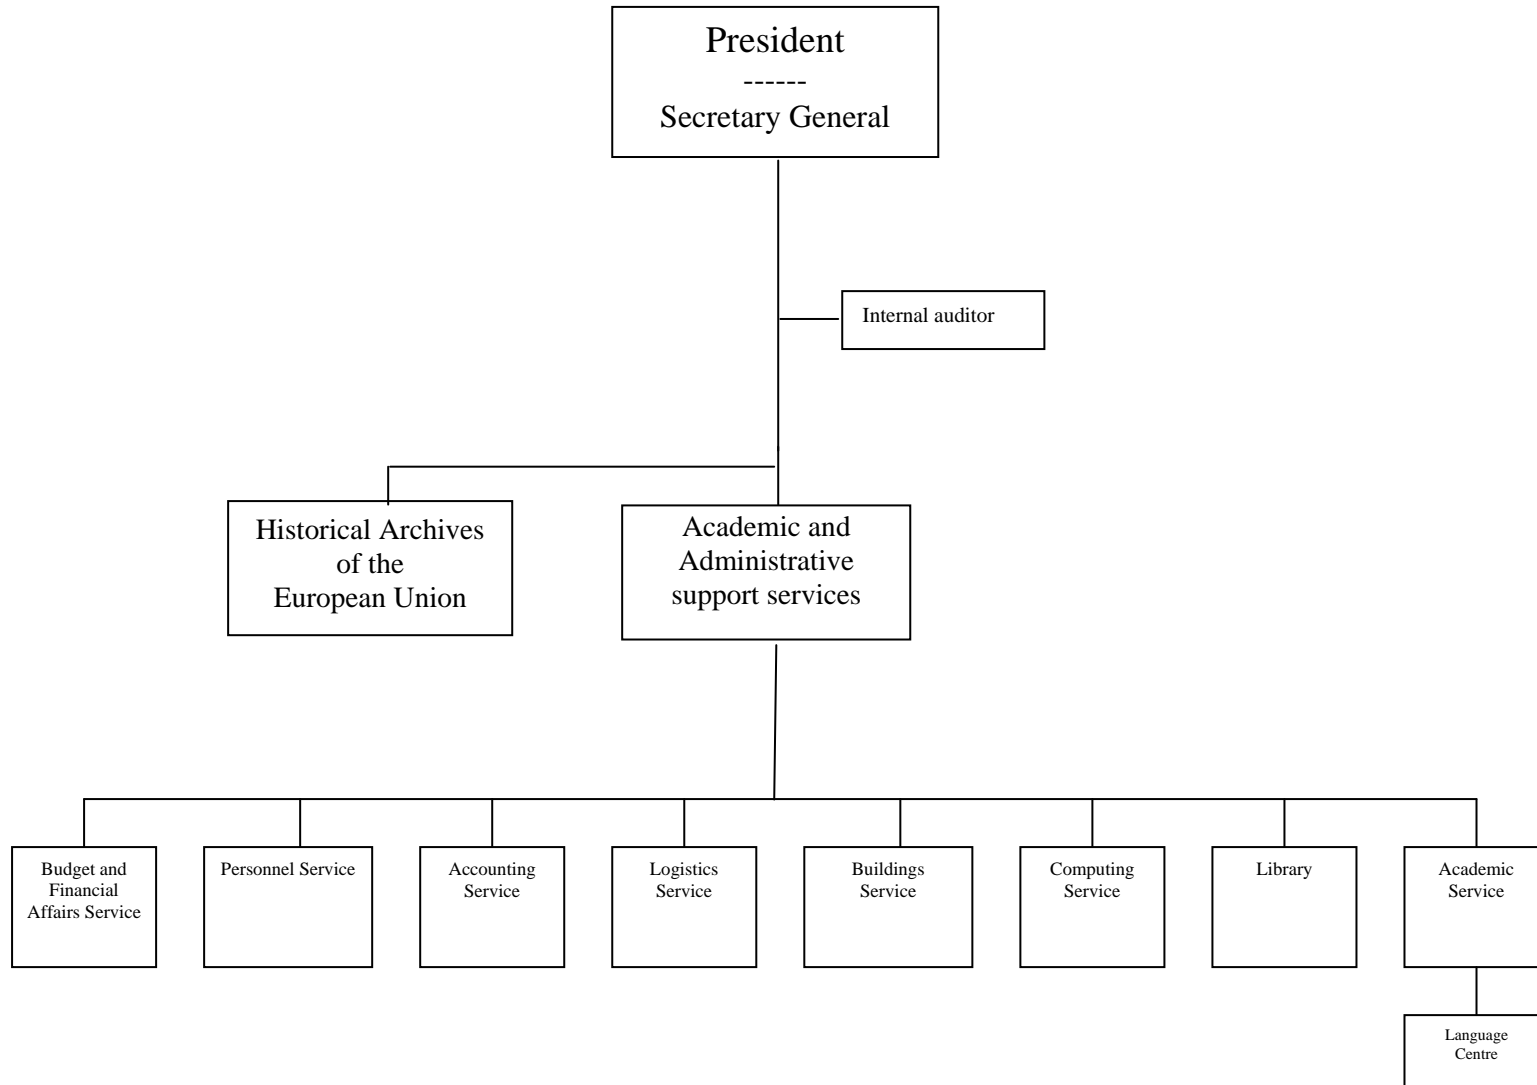 President
------
Secretary General
Internal auditor
Historical Archives
of the
European Union
Academic and
Administrative
support services
Budget and
Financial
Affairs Service
Personnel Service
Accounting
Service
Logistics
Service
Buildings
Service
Computing
Service
Library
Academic
Service
Language
Centre